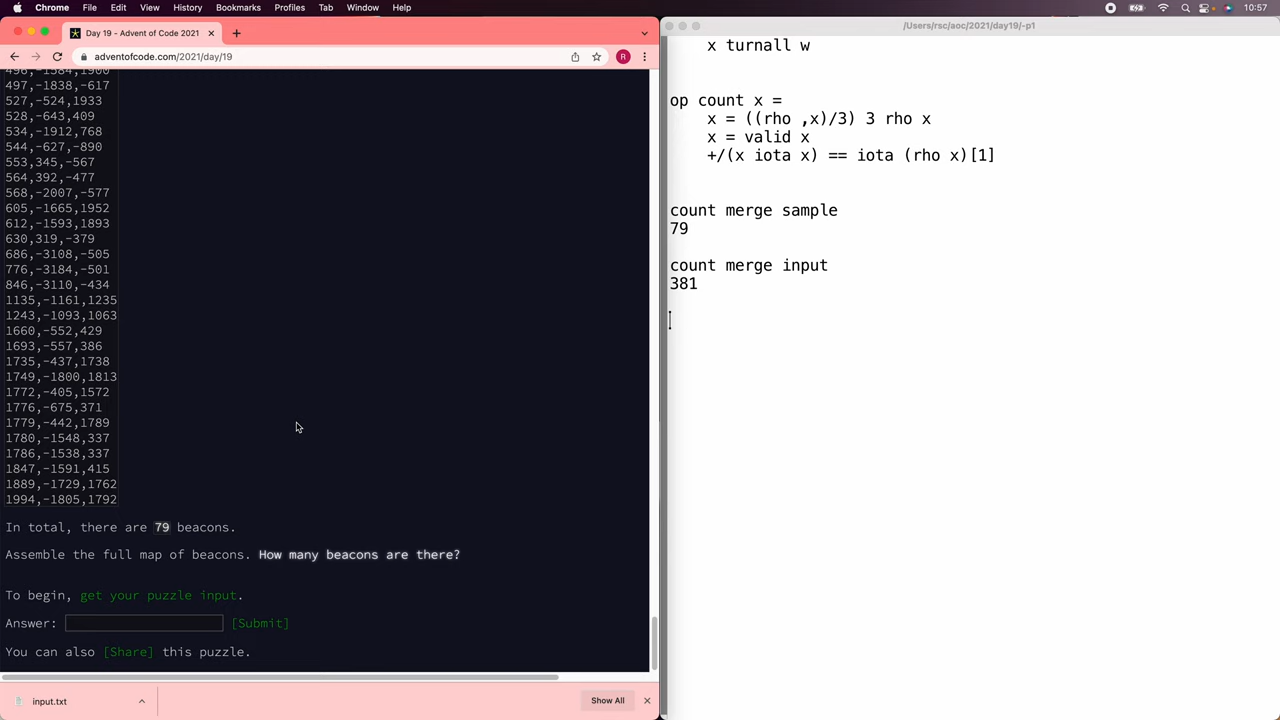 Chrome File Edit View History Bookmarks Profiles Tab Window Help 10:57
Day 19 - Advent of Code 2021
adventofcode.com/2021/day/19
R
496,-1584,1900
497,-1838,-617
527,-524,1933
528,-643,409
534,-1912,768
544,-627,-890
553,345,-567
564,392,-477
568,-2007,-577
605,-1665,1952
612,-1593,1893
630,319,-379
686,-3108,-505
776,-3184,-501
846,-3110,-434
1135,-1161,1235
1243,-1093,1063
1660,-552,429
1693,-557,386
1735,-437,1738
1749,-1800,1813
1772,-405,1572
1776,-675,371
1779,-442,1789
1780,-1548,337
1786,-1538,337
1847,-1591,415
1889,-1729,1762
1994,-1805,1792
In total, there are 79 beacons.
Assemble the full map of beacons. How many beacons are there?
To begin, get your puzzle input.
Answer: [Submit]
You can also [Share] this puzzle.
input.txt
Show All
/Users/rsc/aoc/2021/day19/-p1
x turnall w
op count x =
x = ((rho ,x)/3) 3 rho x
x = valid x
+/(x iota x) == iota (rho x)[1]
count merge sample
79
count merge input
381